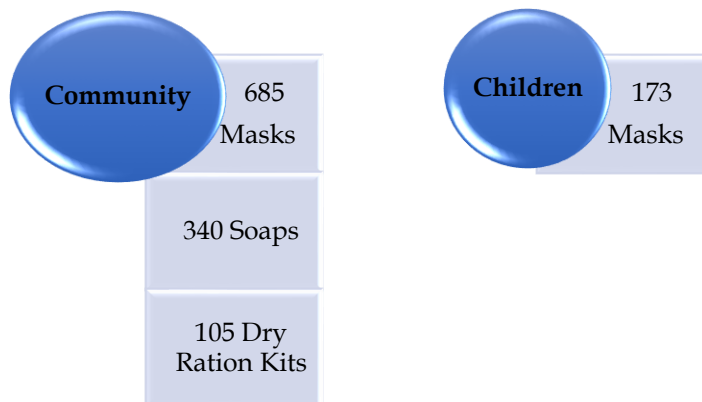 Community
685
Masks
340 Soaps
105 Dry
Ration Kits
Children
173
Masks